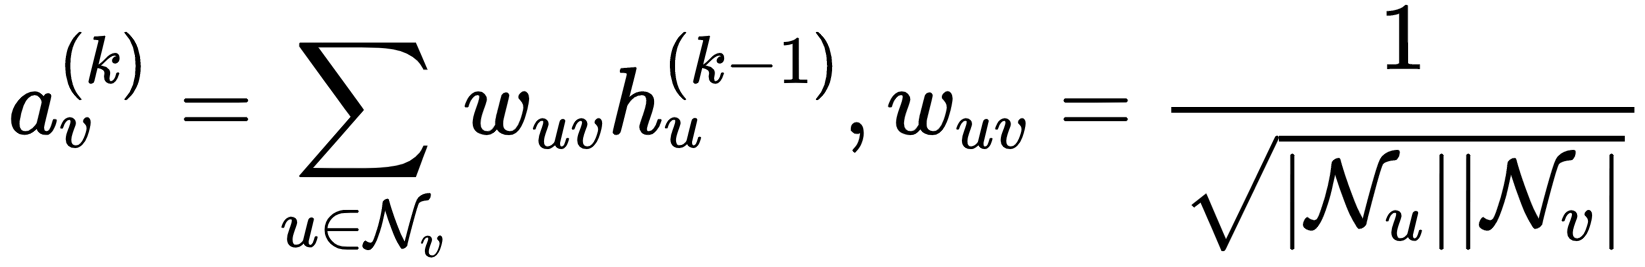 $a_v^{(k)} = \sum_{u \in \mathcal{N}_v} w_{uv} h_u^{(k-1)}, w_{uv} = \frac{1}{\sqrt{|\mathcal{N}_u||\mathcal{N}_v|}}$